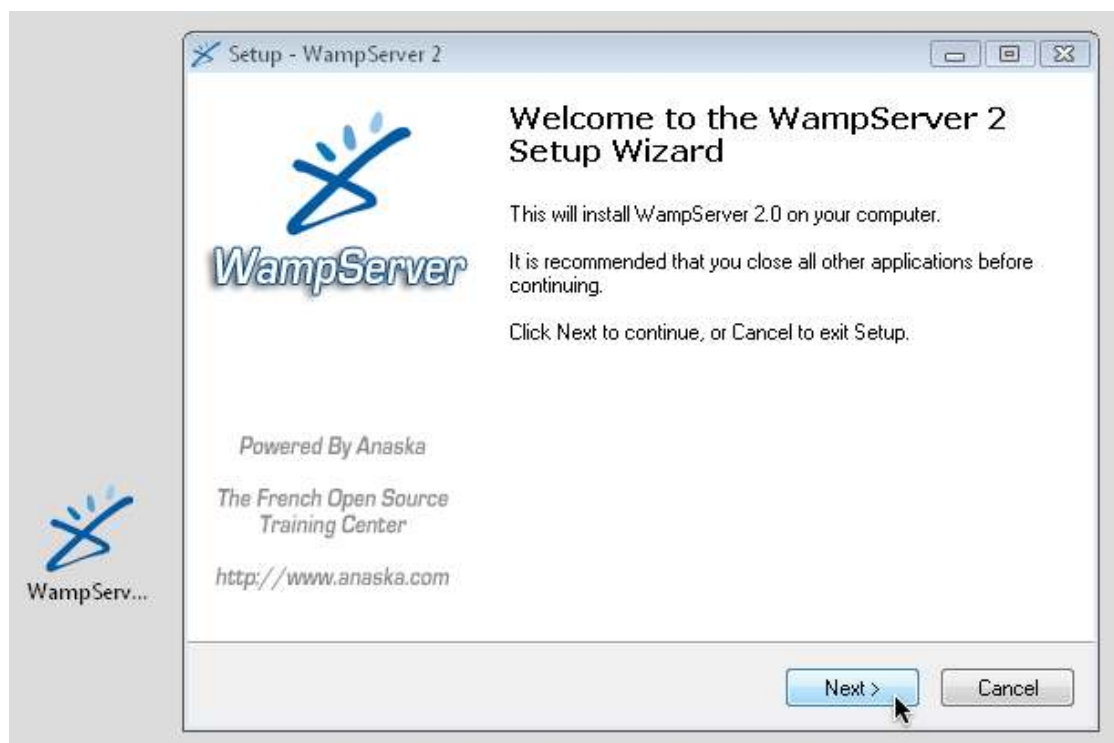 Setup - WampServer 2
WampServer
Welcome to the WampServer 2
Setup Wizard
This will install WampServer 2.0 on your computer.
It is recommended that you close all other applications before
continuing.
Click Next to continue, or Cancel to exit Setup.
Powered By Anaska
The French Open Source
Training Center
http://www.anaska.com
WampServ...
Next >
Cancel